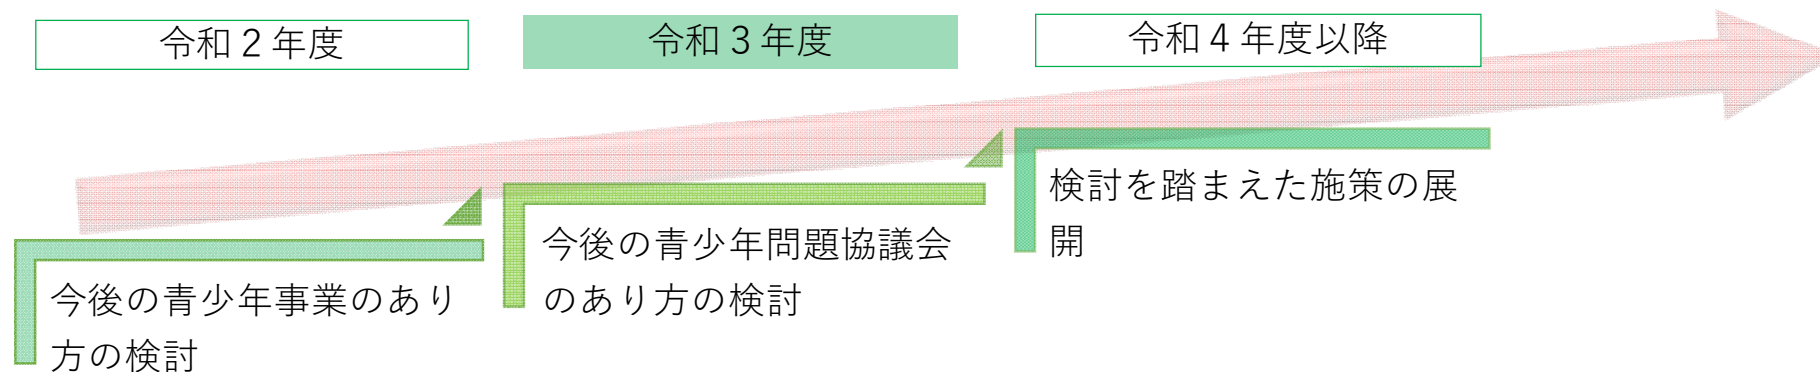 令和２年度
令和３年度
令和４年度以降
今後の青少年事業のあり
方の検討
今後の青少年問題協議会
のあり方の検討
検討を踏まえた施策の展
開